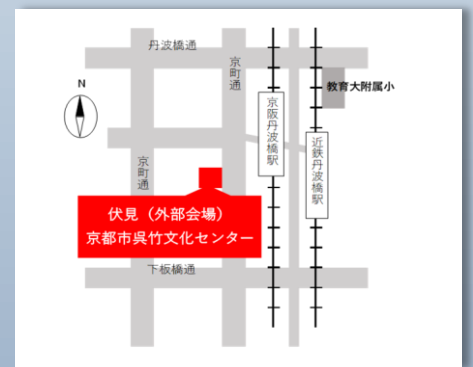 丹波橋通
京町通
N
教育大附属小
京阪丹波橋駅
近鉄丹波橋駅
京町通
伏見（外部会場）
京都市呉竹文化センター
下板橋通